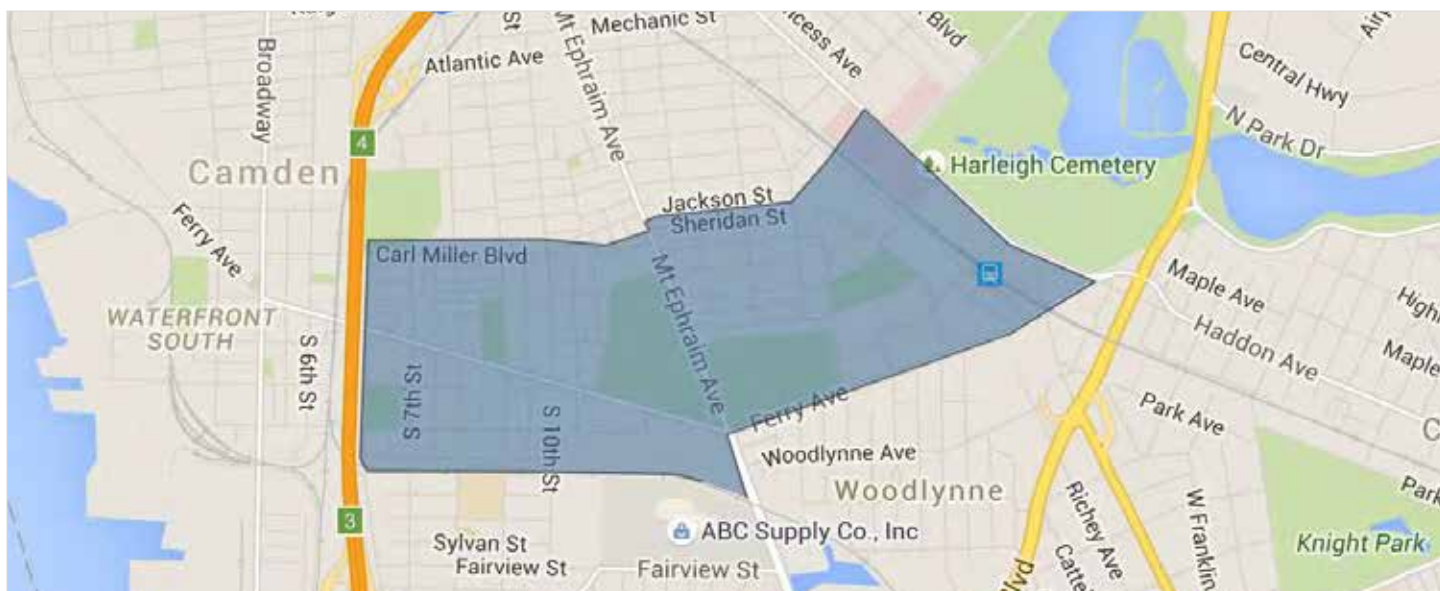 Broadway
Atlantic Ave
Mt Ephraim Ave
Mechanic St
Blvd
Central Hwy
N Park Dr
4
Camden
Harleigh Cemetery
Jackson St
Sheridan St
Ferry Ave
Carl Miller Blvd
Mt Ephraim Ave
Maple Ave
Haddon Ave
WATERFRONT
SOUTH
S 6th St
S 7th St
S 10th St
Ferry Ave
Park Ave
Woodlynne Ave
Woodlynne
3
ABC Supply Co., Inc
Richey Ave
W Franklin
Knight Park
Sylvan St
Fairview St
Fairview St
Blvd